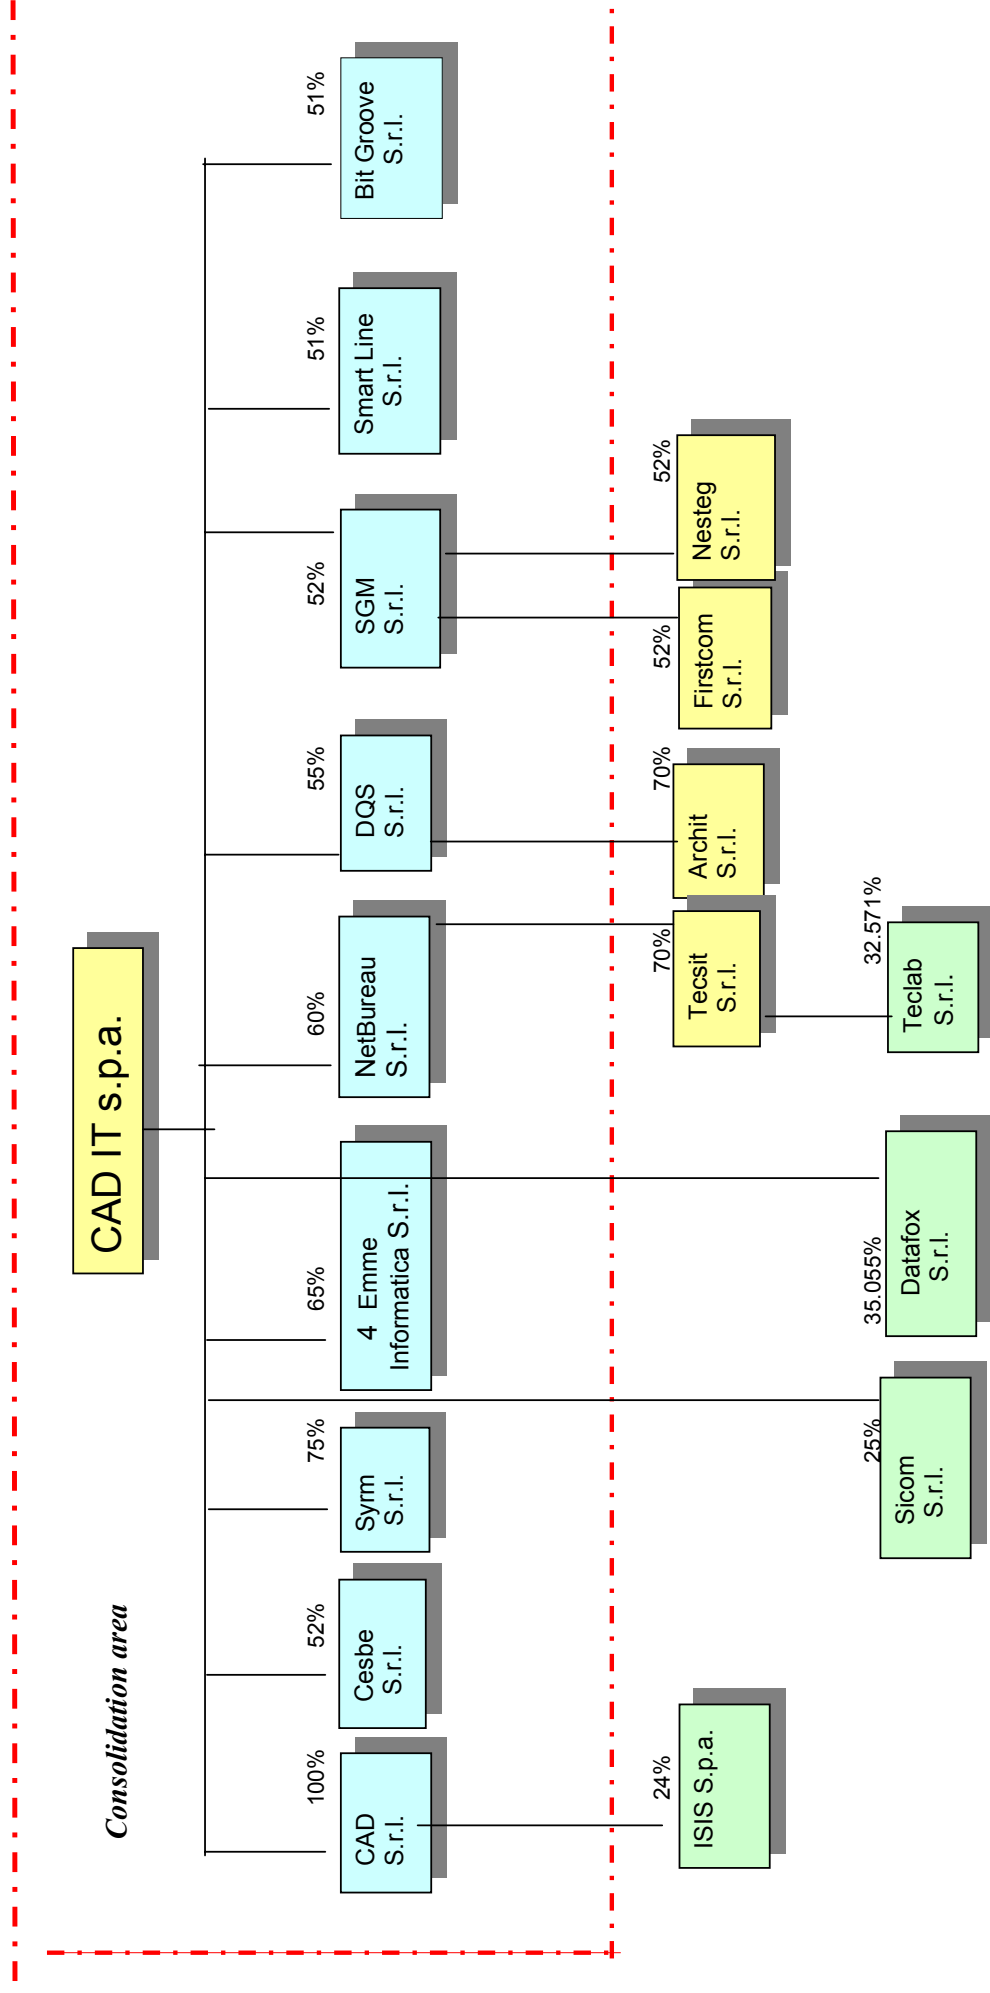 Consolidation area
CAD IT s.p.a.
100%
52%
75%
65%
60%
55%
52%
51%
51%
CAD
S.r.l.
Cesbe
S.r.l.
Syrm
S.r.l.
4 Emme
Informatica S.r.l.
NetBureau
S.r.l.
DQS
S.r.l.
SGM
S.r.l.
Smart Line
S.r.l.
Bit Groove
S.r.l.
24%
70%
70%
52%
52%
ISIS S.p.a.
Tecsit
S.r.l.
Archit
S.r.l.
Firstcom
S.r.l.
Nesteg
S.r.l.
25%
35.055%
32.571%
Sicom
S.r.l.
Datafox
S.r.l.
Teclab
S.r.l.